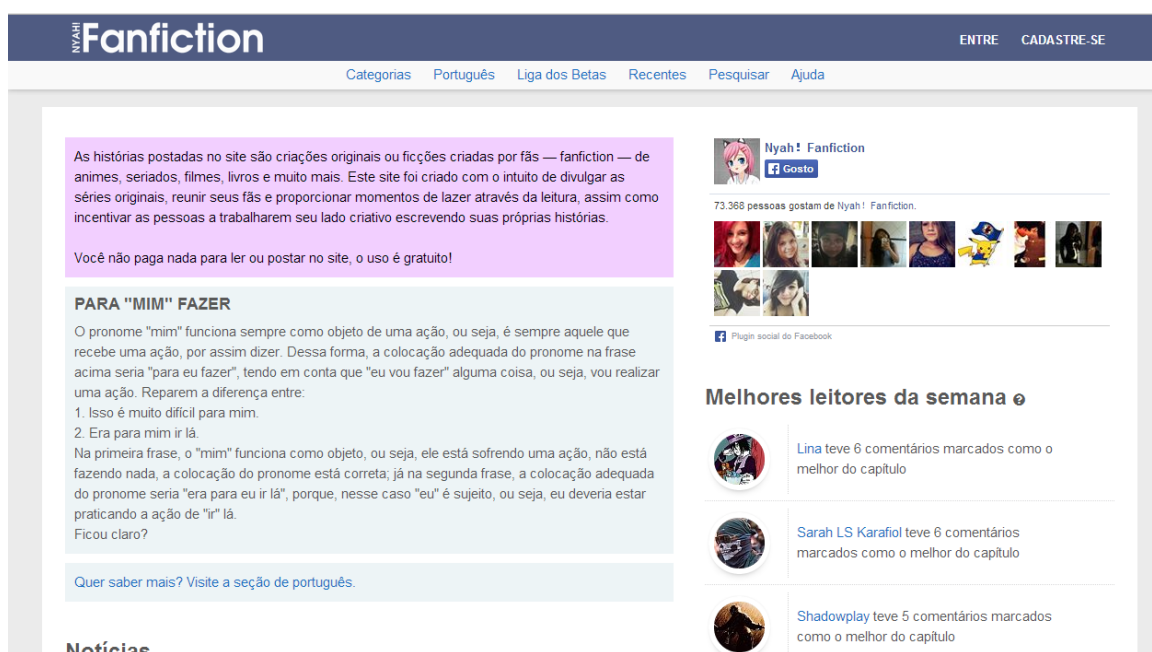 NYAH! Fanfiction
ENTRE CADASTRE-SE
Categorias Português Liga dos Betas Recentes Pesquisar Ajuda
As histórias postadas no site são criações originais ou ficções criadas por fãs — fanfiction — de
animes, seriados, filmes, livros e muito mais. Este site foi criado com o intuito de divulgar as
séries originais, reunir seus fãs e proporcionar momentos de lazer através da leitura, assim como
incentivar as pessoas a trabalharem seu lado criativo escrevendo suas próprias histórias.
Você não paga nada para ler ou postar no site, o uso é gratuito!
PARA "MIM" FAZER
O pronome "mim" funciona sempre como objeto de uma ação, ou seja, é sempre aquele que
recebe uma ação, por assim dizer. Dessa forma, a colocação adequada do pronome na frase
acima seria "para eu fazer", tendo em conta que "eu vou fazer" alguma coisa, ou seja, vou realizar
uma ação. Reparem a diferença entre:
1. Isso é muito difícil para mim.
2. Era para mim ir lá.
Na primeira frase, o "mim" funciona como objeto, ou seja, ele está sofrendo uma ação, não está
fazendo nada, a colocação do pronome está correta; já na segunda frase, a colocação adequada
do pronome seria "era para eu ir lá", porque, nesse caso "eu" é sujeito, ou seja, eu deveria estar
praticando a ação de "ir" lá.
Ficou claro?
Quer saber mais? Visite a seção de português.
Notícias
Nyah! Fanfiction
Gosto
73.368 pessoas gostam de Nyah! Fanfiction.
Plugin social do Facebook
Melhores leitores da semana ?
Lina teve 6 comentários marcados como o
melhor do capítulo
Sarah LS Karafiol teve 6 comentários
marcados como o melhor do capítulo
Shadowplay teve 5 comentários marcados
como o melhor do capítulo